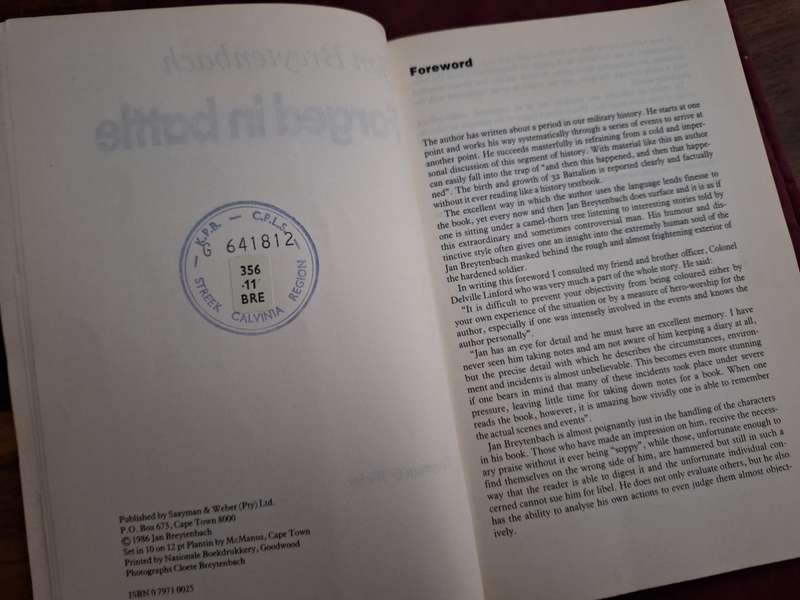 K.P.R. — C.P.L.S.
G/S
641812
356
.11
BRE
STREEK CALVINIA REGION
Published by Saayman & Weber (Pty) Ltd.
P.O. Box 673, Cape Town 8000
© 1986 Jan Breytenbach
Set in 10 on 12 pt Plantin by McManus, Cape Town
Printed by Nasionale Boekdrukkery, Goodwood
Photographs Cloete Breytenbach
ISBN 0 7971 0025
Jan Breytenbach
forged in battle
Foreword
The author has written about a period in our military history. He starts at one
point and works his way systematically through a series of events to arrive at
another point. He succeeds masterfully in refraining from a cold and imper-
sonal discussion of this segment of history. With material like this an author
can easily fall into the trap of "and then this happened, and then that happe-
ned". The birth and growth of 32 Battalion is reported clearly and factually
without it ever reading like a history textbook.
The excellent way in which the author uses the language lends finesse to
the book, yet every now and then Jan Breytenbach does surface and it is as if
one is sitting under a camel-thorn tree listening to interesting stories told by
this extraordinary and sometimes controversial man. His humour and dis-
tinctive style often gives one an insight into the extremely human soul of the
Jan Breytenbach masked behind the rough and almost frightening exterior of
the hardened soldier.
In writing this foreword I consulted my friend and brother officer, Colonel
Delville Linford who was very much a part of the whole story. He said:
"It is difficult to prevent your objectivity from being coloured either by
your own experience of the situation or by a measure of hero-worship for the
author, especially if one was intensely involved in the events and knows the
author personally".
"Jan has an eye for detail and he must have an excellent memory. I have
never seen him taking notes and am not aware of him keeping a diary at all,
but the precise detail with which he describes the circumstances, environ-
ment and incidents is almost unbelievable. This becomes even more stunning
if one bears in mind that many of these incidents took place under severe
pressure, leaving little time for taking down notes for a book. When one
reads the book, however, it is amazing how vividly one is able to remember
the actual scenes and events".
Jan Breytenbach is almost poignantly just in the handling of the characters
in his book. Those who have made an impression on him, receive the necess-
ary praise without it ever being "soppy", while those, unfortunate enough to
find themselves on the wrong side of him, are hammered but still in such a
way that the reader is able to digest it and the unfortunate individual con-
cerned cannot sue him for libel. He does not only evaluate others, but he also
has the ability to analyse his own actions to even judge them almost object-
ively.